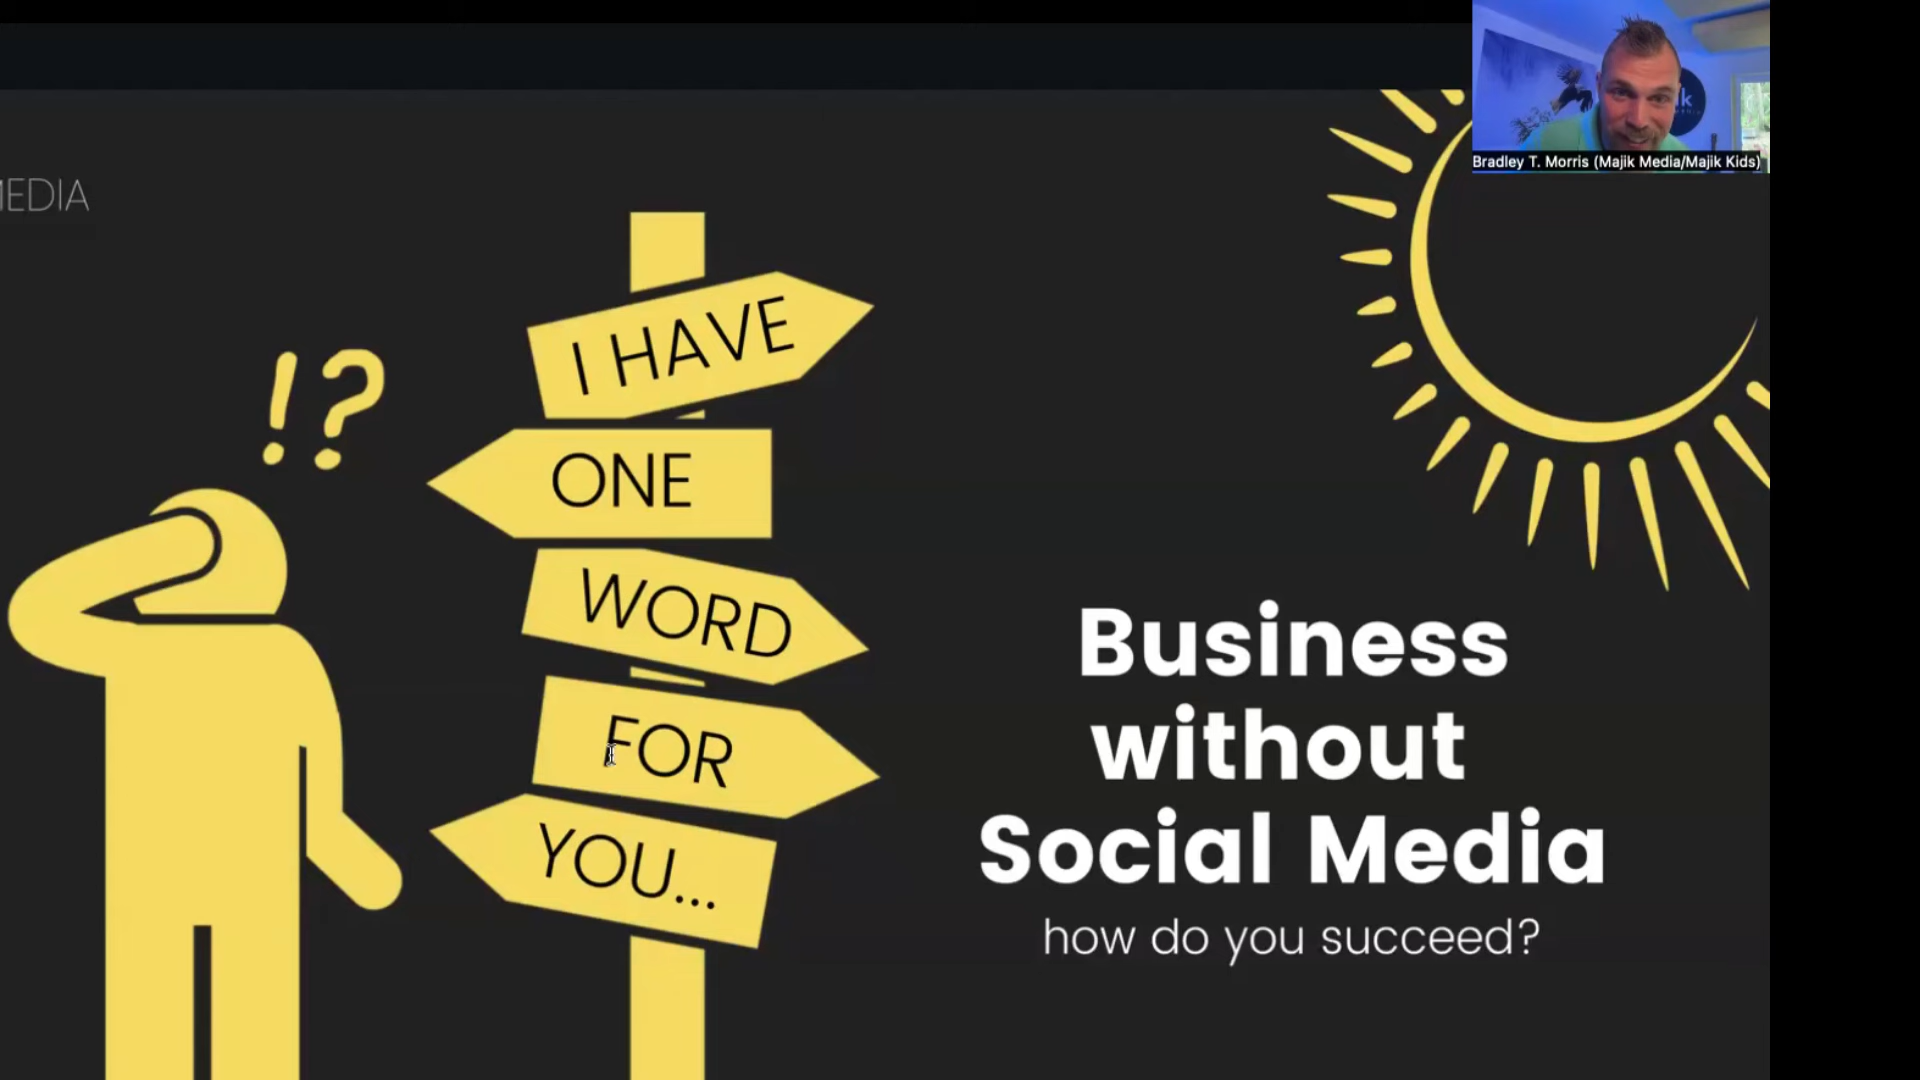 Bradley T. Morris (Majik Media/Majik Kids)
MEDIA
!?
I HAVE
ONE
WORD
FOR
YOU...
Business
without
Social Media
how do you succeed?